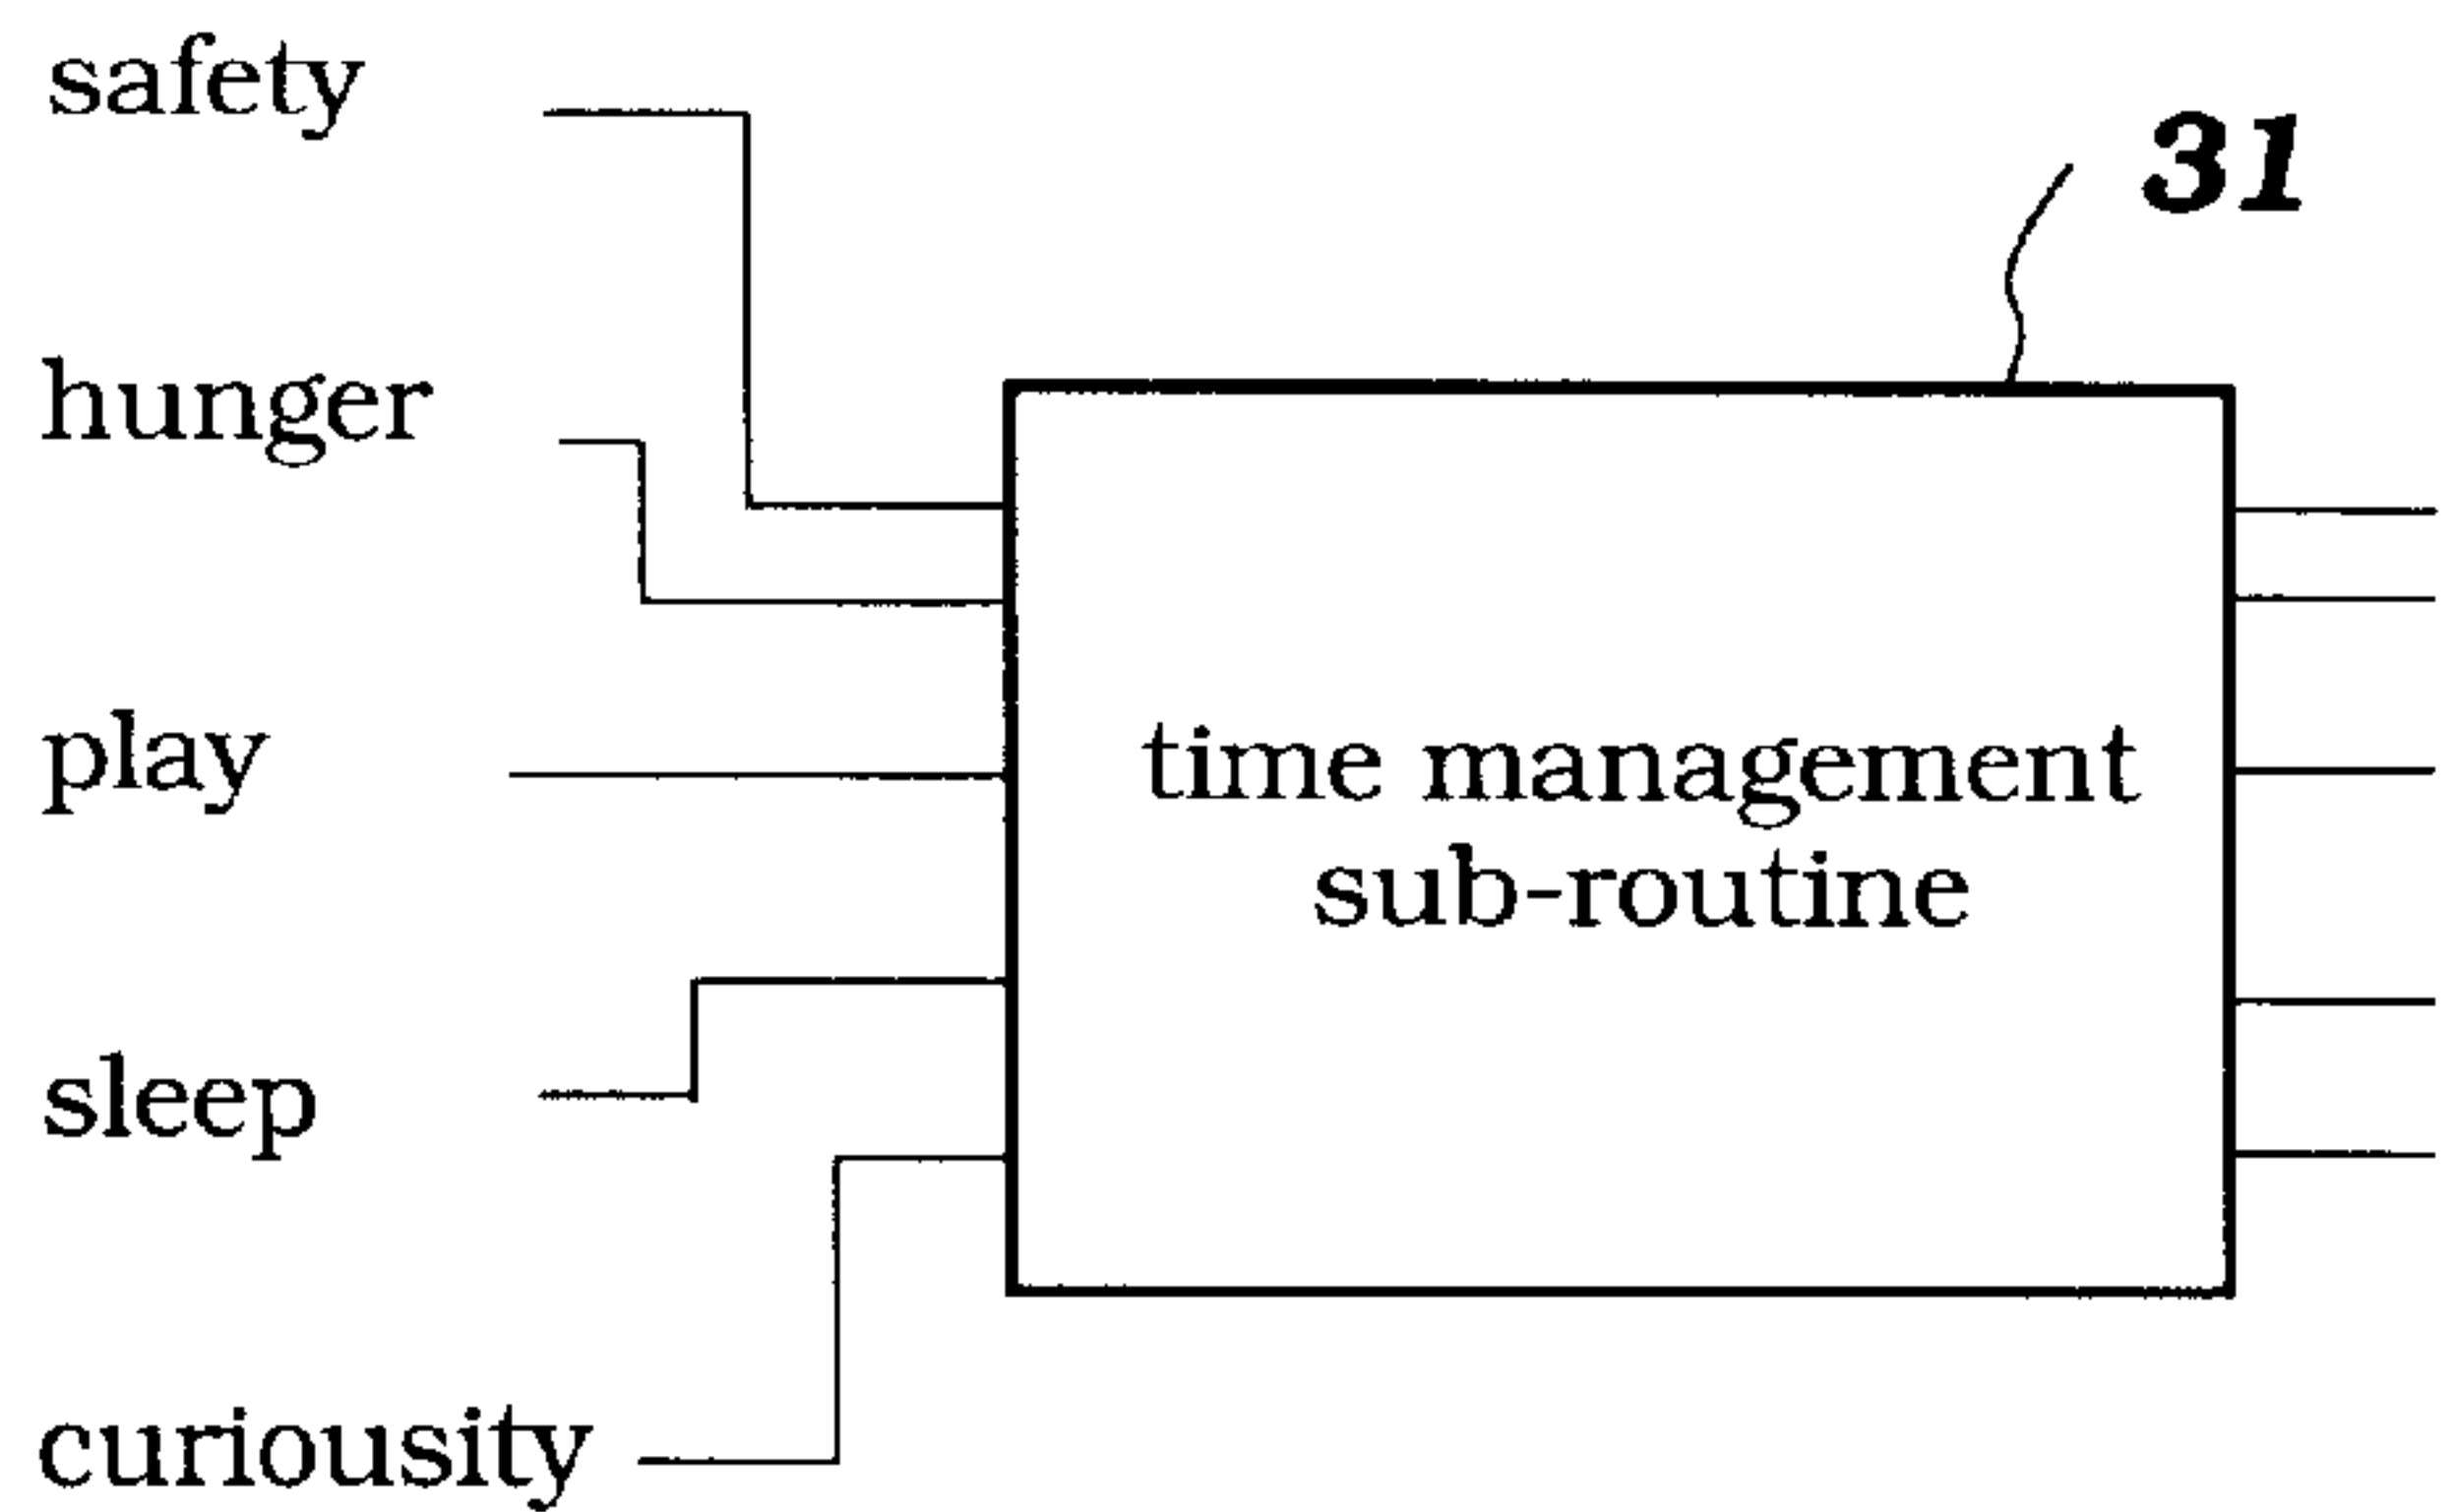 safety
31
hunger
play
time management
sub-routine
sleep
curiousity